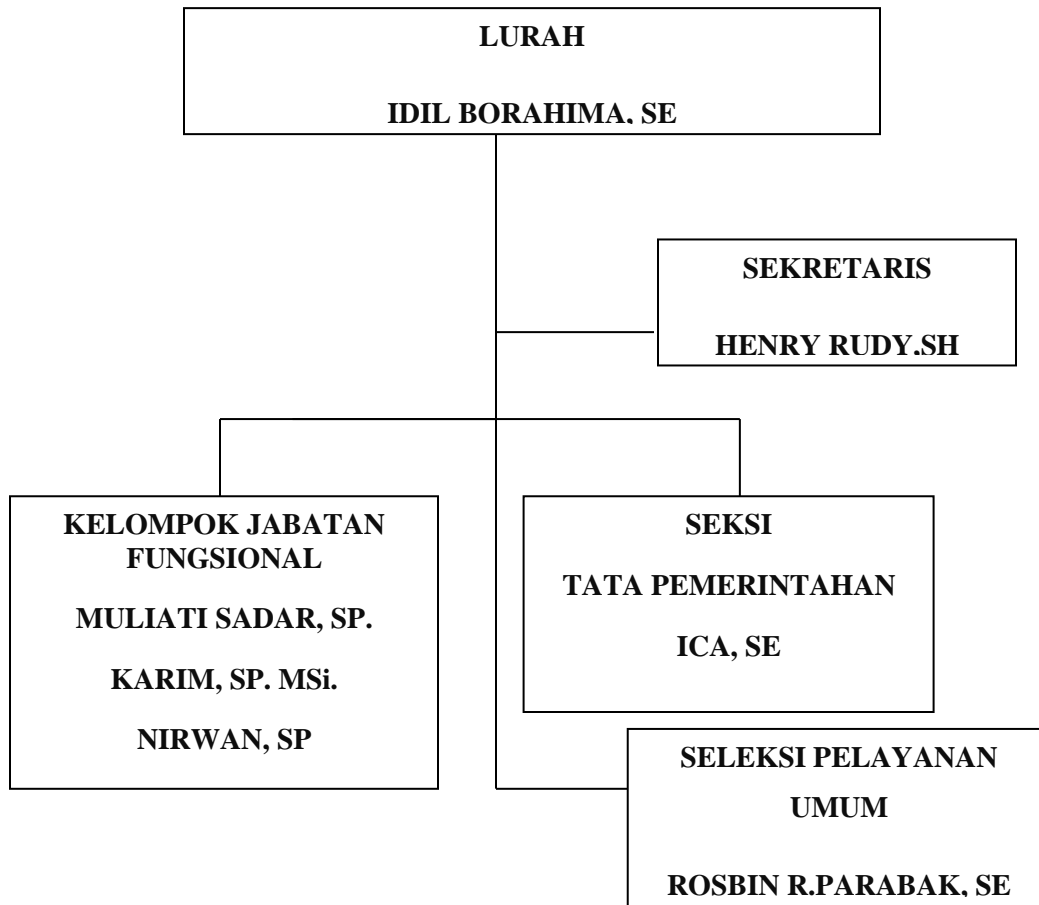 LURAH
IDIL BORAHIMA, SE
SEKRETARIS
HENRY RUDY.SH
KELOMPOK JABATAN
FUNGSIONAL
MULIATI SADAR, SP.
KARIM, SP. MSi.
NIRWAN, SP
SEKSI
TATA PEMERINTAHAN
ICA, SE
SELEKSI PELAYANAN
UMUM
ROSBIN R.PARABAK, SE